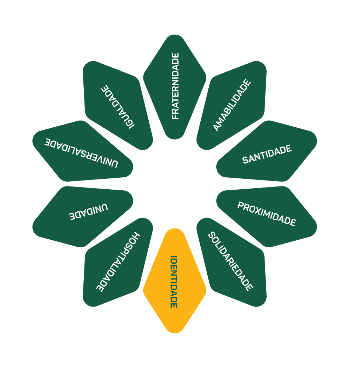 FRATERNIDADE
AMABILIDADE
SANTIDADE
PROXIMIDADE
SOLIDARIEDADE
IDENTIDADE
HOSPITALIDADE
UNIDADE
UNIVERSALIDADE
IGUALDADE